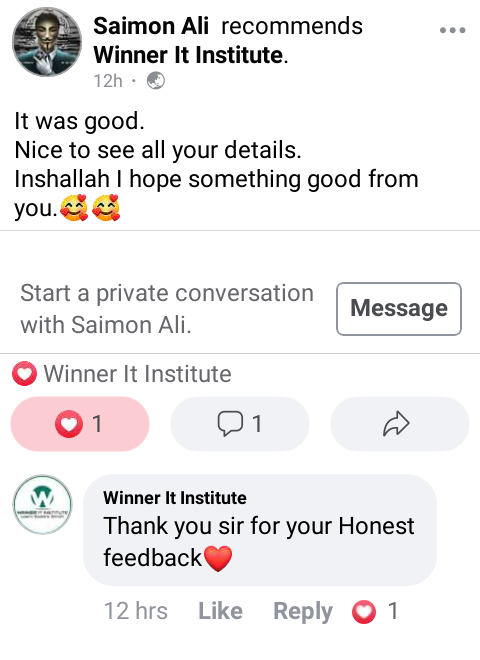 Saimon Ali recommends
Winner It Institute.
12h ·
It was good.
Nice to see all your details.
Inshallah I hope something good from
you.🥰🥰
Start a private conversation
with Saimon Ali.
Message
Winner It Institute
1
1
Winner It Institute
Thank you sir for your Honest
feedback❤️
12 hrs Like Reply 1